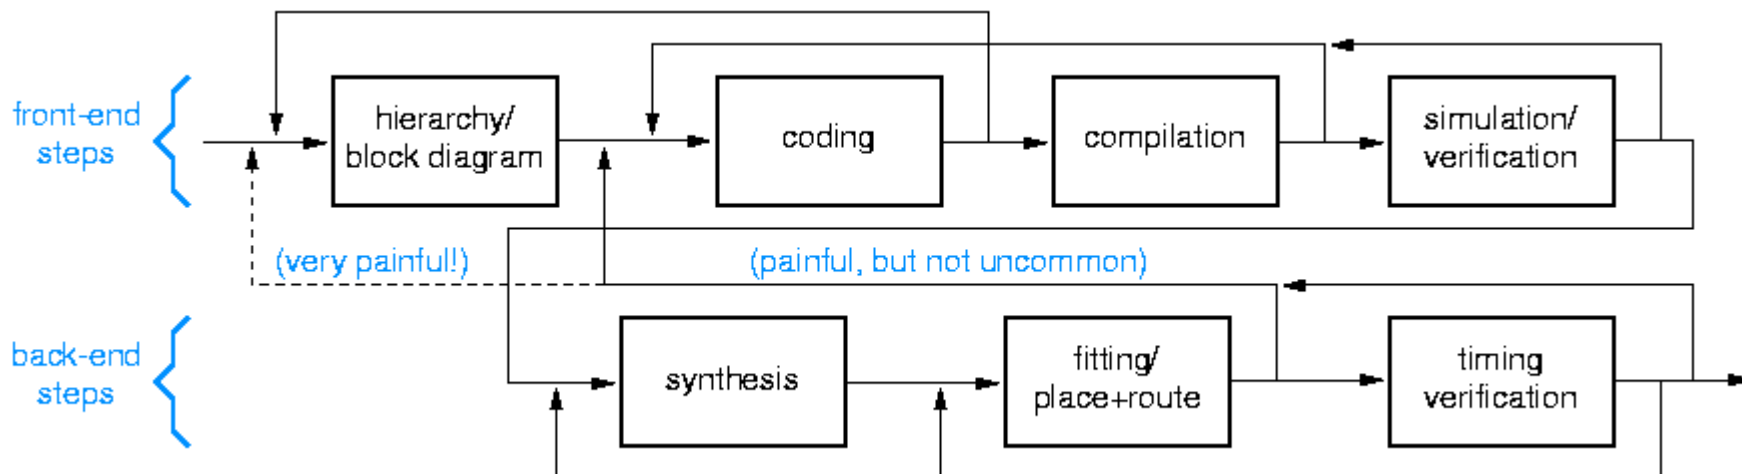 front-end
steps
hierarchy/
block diagram
coding
compilation
simulation/
verification
(very painful!)
(painful, but not uncommon)
back-end
steps
synthesis
fitting/
place+route
timing
verification